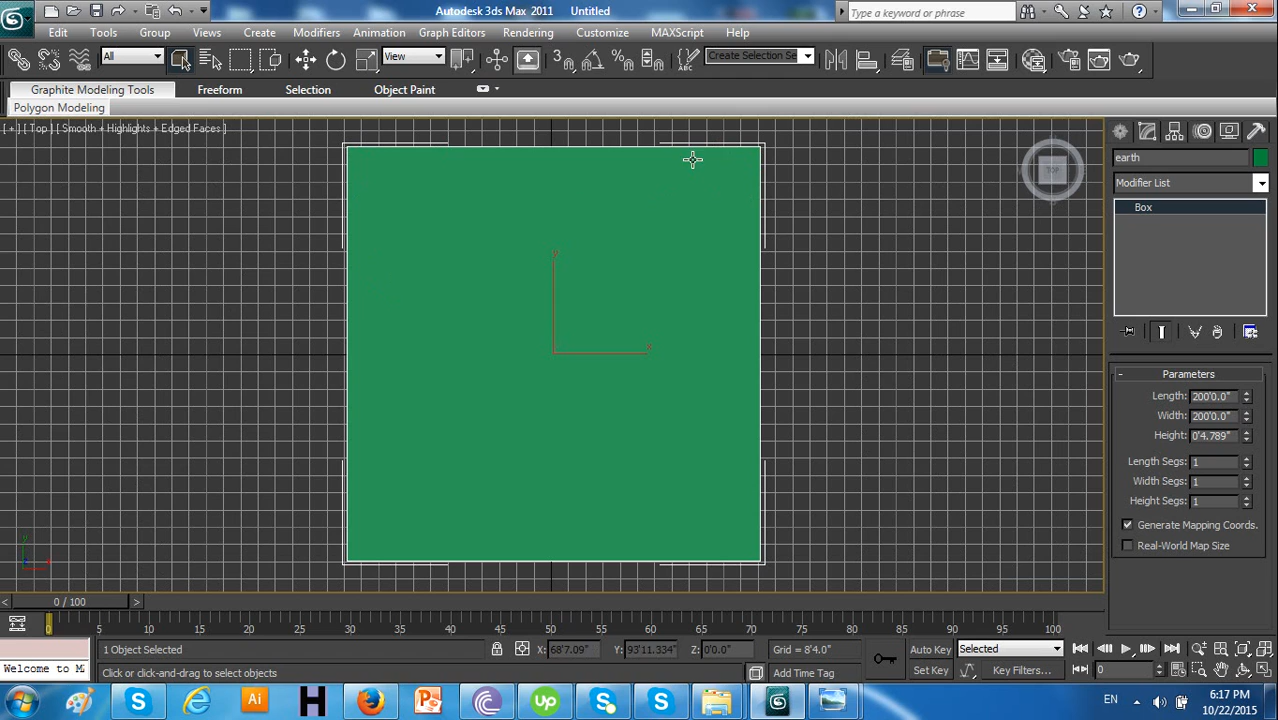 Autodesk 3ds Max 2011 Untitled
Type a keyword or phrase
Edit Tools Group Views Create Modifiers Animation Graph Editors Rendering Customize MAXScript Help
All View 3 Create Selection Se
Graphite Modeling Tools Freeform Selection Object Paint
Polygon Modeling
[ + ] [ Top ] [ Smooth + Highlights + Edged Faces ]
TOP
earth
Modifier List
Box
Parameters
Length: 200'0.0"
Width: 200'0.0"
Height: 0'4.789"
Length Segs: 1
Width Segs: 1
Height Segs: 1
Generate Mapping Coords.
Real-World Map Size
y
x
0 / 100
0 5 10 15 20 25 30 35 40 45 50 55 60 65 70 75 80 85 90 95 100
1 Object Selected X: 68'7.09" Y: 93'11.334" Z: 0'0.0" Grid = 8'4.0" Auto Key Selected
Welcome to M Click or click-and-drag to select objects Add Time Tag Set Key Key Filters... 0
Ai H Up EN 6:17 PM
10/22/2015